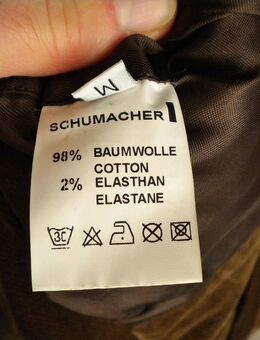 M
SCHUMACHER
98% BAUMWOLLE
COTTON
2% ELASTHAN
ELASTANE